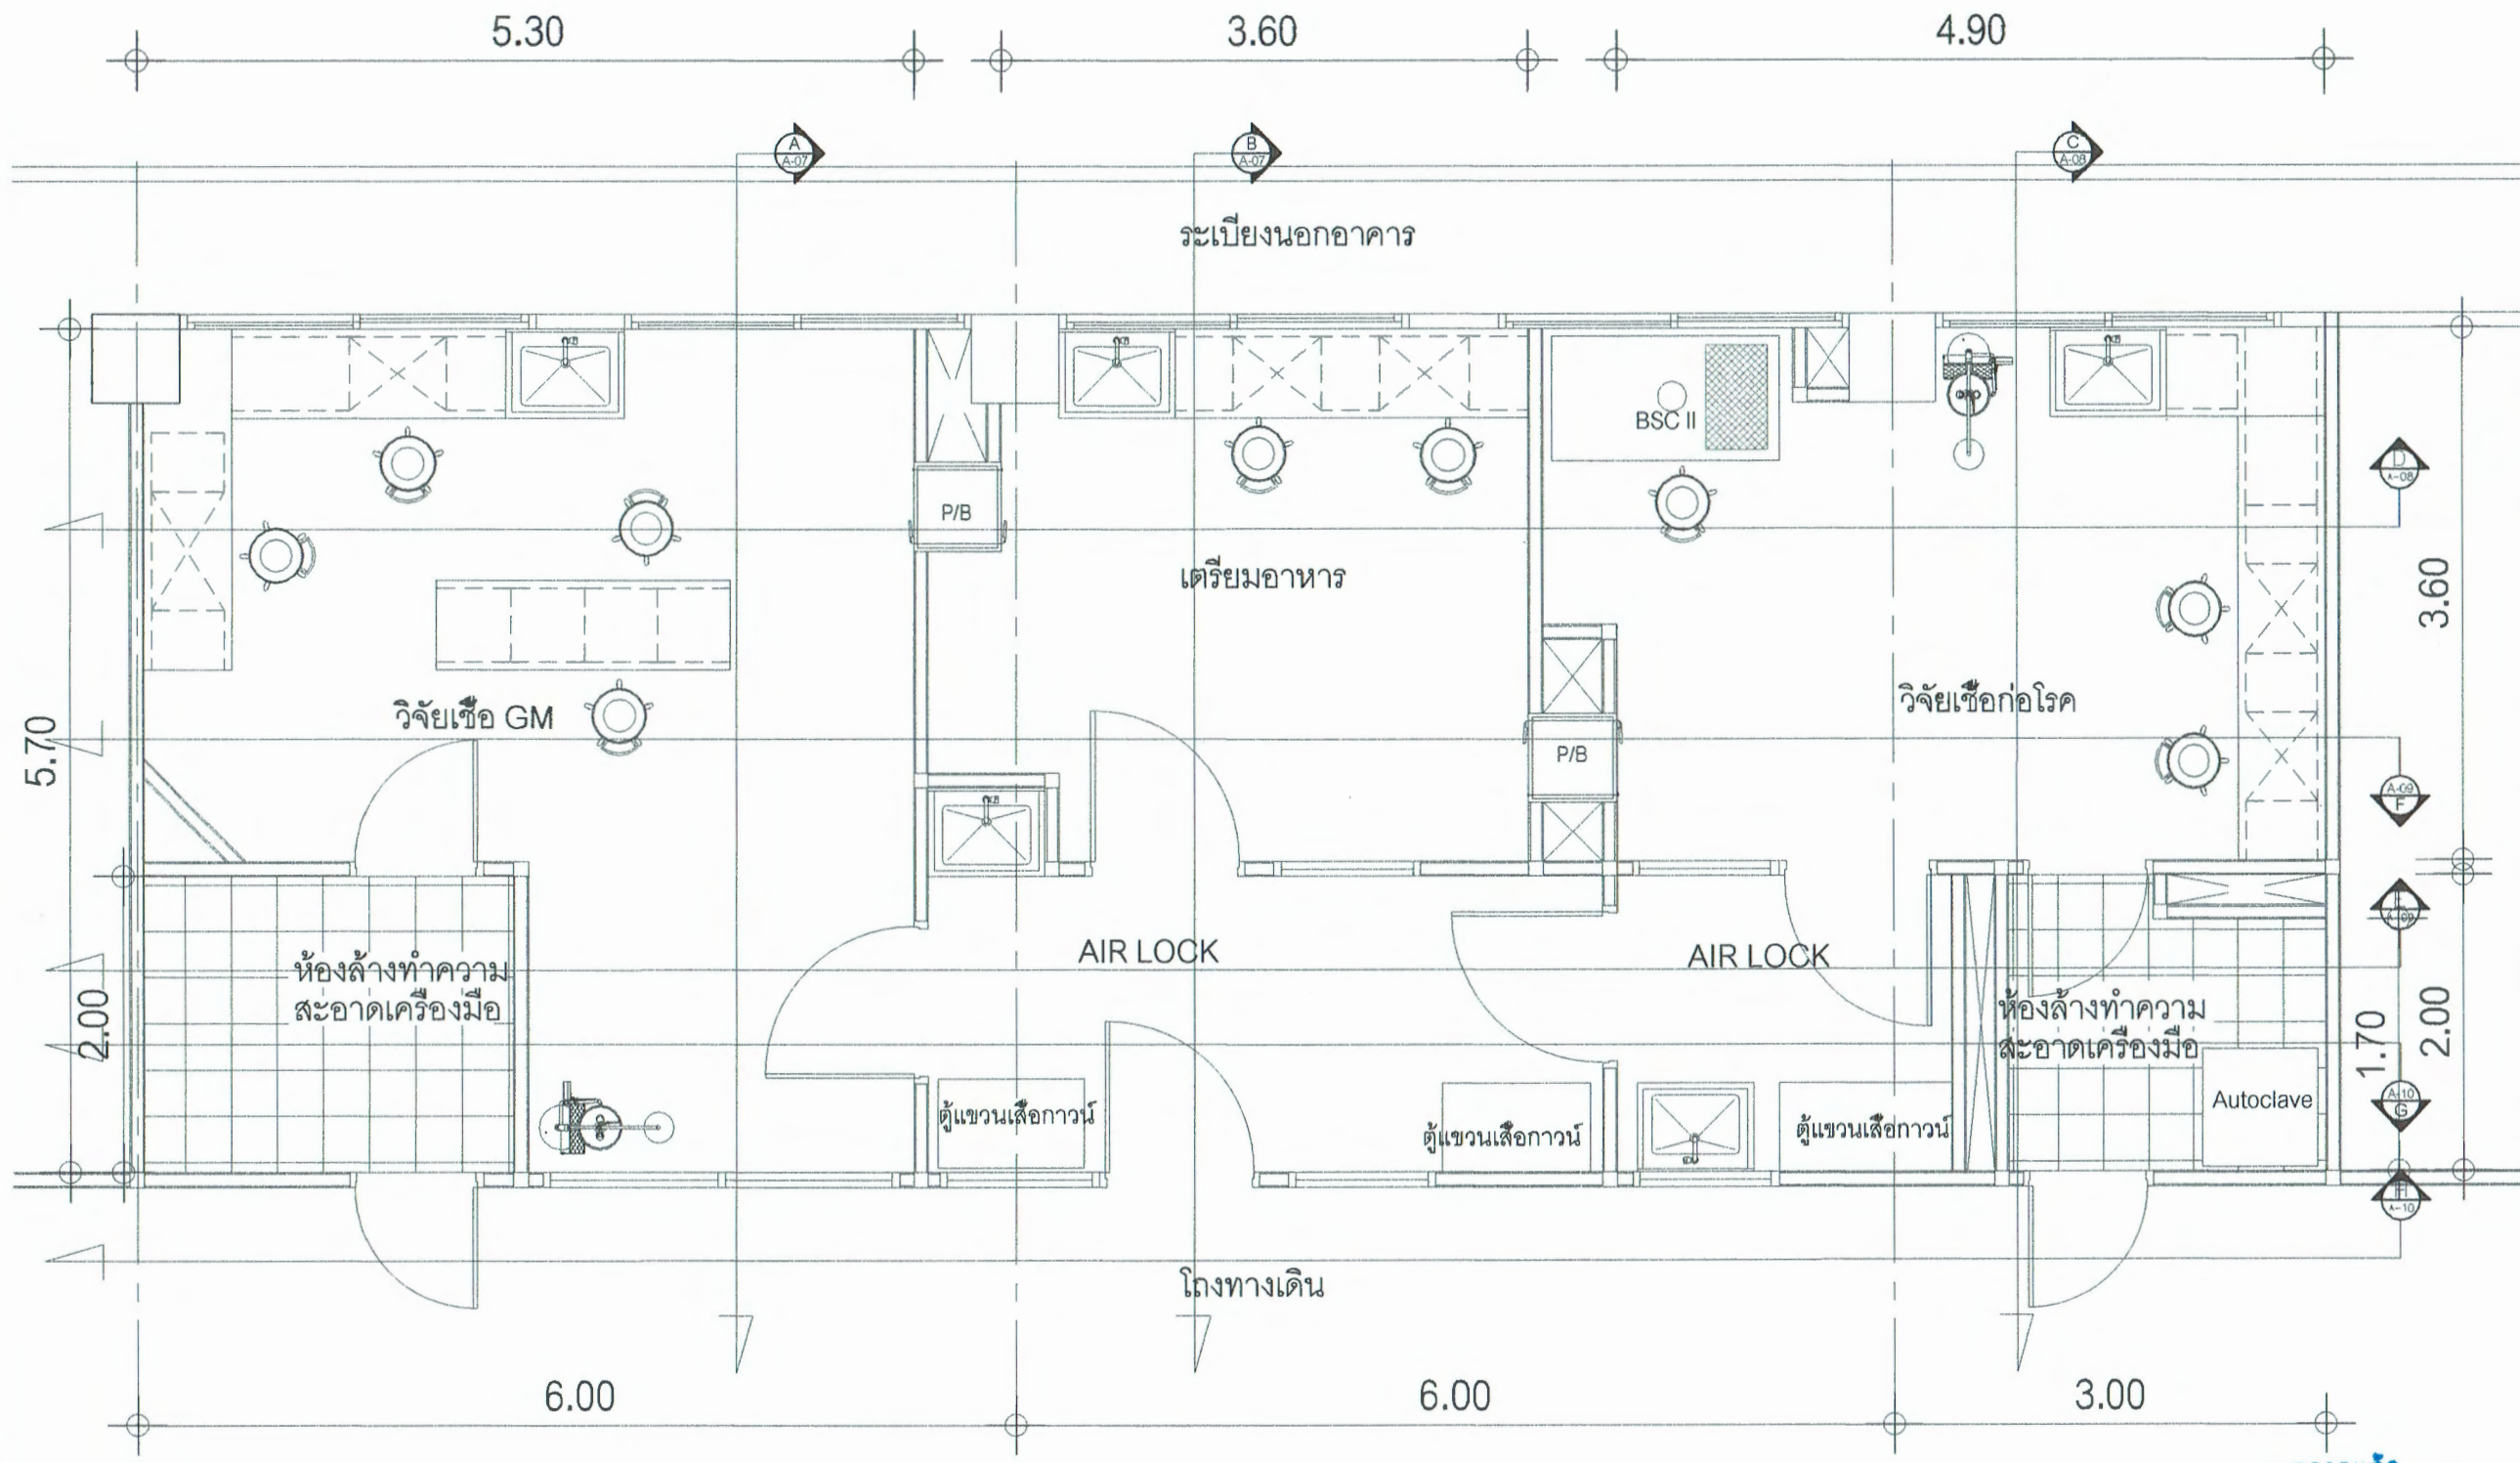 5.30
3.60
4.90
A
A-07
B
A-07
C
A-08
ระเบียงนอกอาคาร
BSC II
D
A-08
P/B
เตรียมอาหาร
3.60
วิจัยเชื้อก่อโรค
วิจัยเชื้อ GM
5.70
P/B
A-09
F
E
A-09
AIR LOCK
AIR LOCK
ห้องล้างทำความ
สะอาดเครื่องมือ
ห้องล้างทำความ
สะอาดเครื่องมือ
2.00
1.70
2.00
Autoclave
A-10
G
ตู้แขวนเสื้อกาวน์
ตู้แขวนเสื้อกาวน์
ตู้แขวนเสื้อกาวน์
H
A-10
โถงทางเดิน
6.00
6.00
3.00